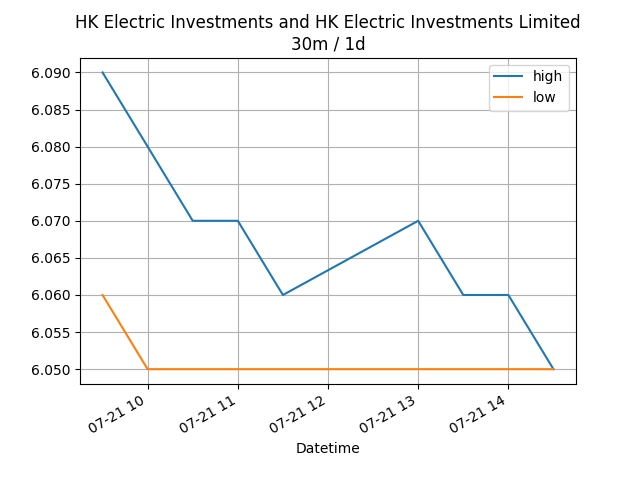 HK Electric Investments and HK Electric Investments Limited
30m / 1d
high
low
6.090
6.085
6.080
6.075
6.070
6.065
6.060
6.055
6.050
07-21 10
07-21 11
07-21 12
07-21 13
07-21 14
Datetime